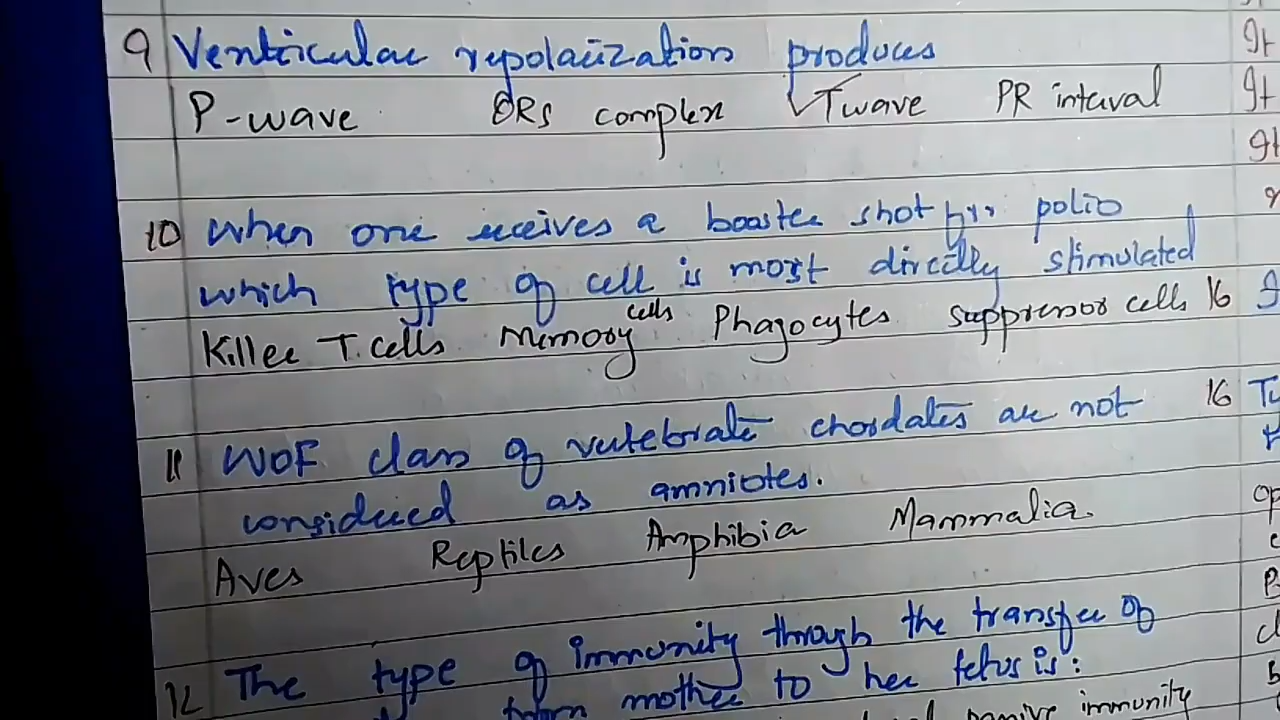 9 Ventricular repolarization produces
P-wave QRS complex ✓T wave PR interval
10 When one receives a booster shot for polio
which type of cell is most directly stimulated
Killer T.cells Memory cells Phagocytes suppressor cells 16
11 WOF class of vertebrate chordates are not 16
considered as amniotes.
Aves Reptiles Amphibia Mammalia.
12 The type of immunity through the transfer of
from mother to her fetus is:
passive immunity